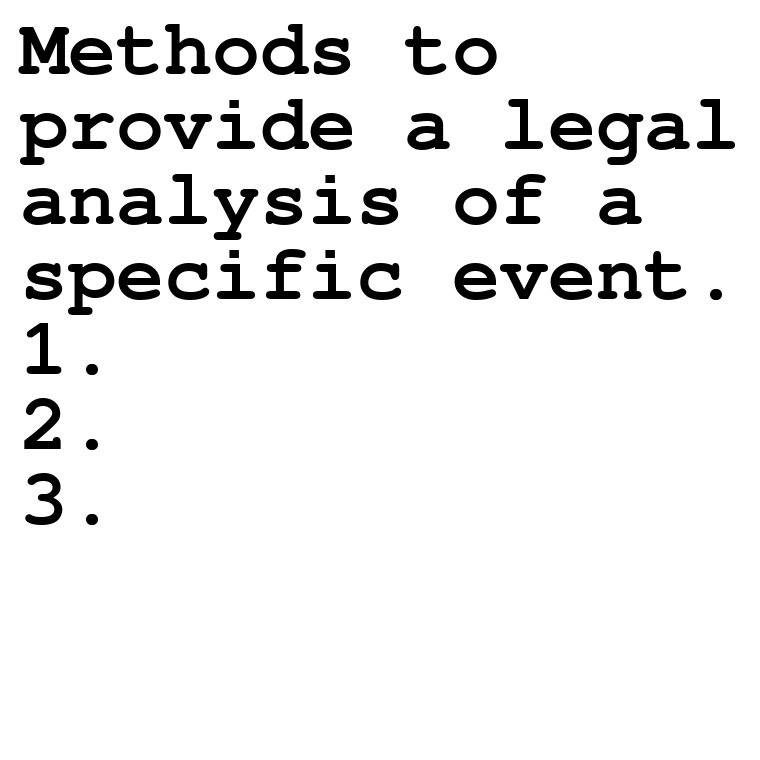 Methods to
provide a legal
analysis of a
specific event.
1.
2.
3.